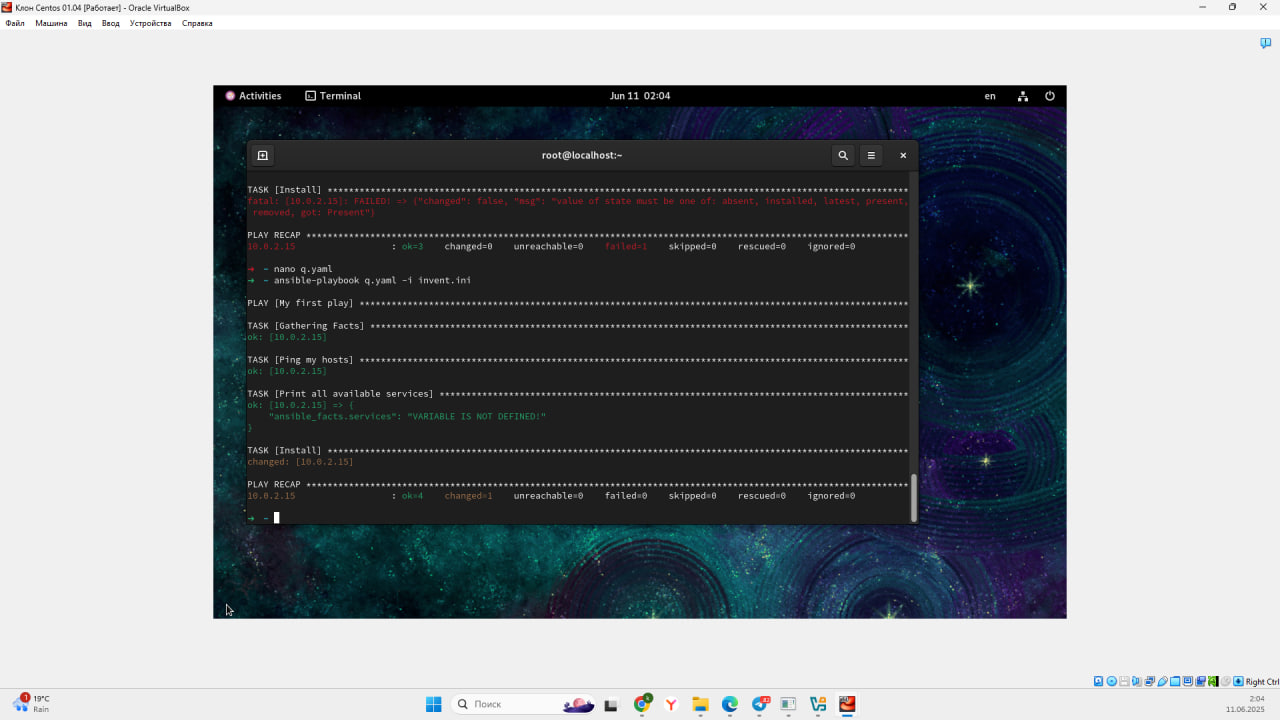 Клон Centos 01.04 [Работает] - Oracle VirtualBox
Файл Машина Вид Ввод Устройства Справка
Activities Terminal Jun 11 02:04 en
root@localhost:~
TASK [Install] ****************************************************************************************************************
fatal: [10.0.2.15]: FAILED! => {"changed": false, "msg": "value of state must be one of: absent, installed, latest, present,
removed, got: Present"}
PLAY RECAP ********************************************************************************************************************
10.0.2.15 : ok=3 changed=0 unreachable=0 failed=1 skipped=0 rescued=0 ignored=0
➜ ~ nano q.yaml
➜ ~ ansible-playbook q.yaml -i invent.ini
PLAY [My first play] **********************************************************************************************************
TASK [Gathering Facts] ********************************************************************************************************
ok: [10.0.2.15]
TASK [Ping my hosts] **********************************************************************************************************
ok: [10.0.2.15]
TASK [Print all available services] *******************************************************************************************
ok: [10.0.2.15] => {
"ansible_facts.services": "VARIABLE IS NOT DEFINED!"
}
TASK [Install] ****************************************************************************************************************
changed: [10.0.2.15]
PLAY RECAP ********************************************************************************************************************
10.0.2.15 : ok=4 changed=1 unreachable=0 failed=0 skipped=0 rescued=0 ignored=0
➜ ~
Right Ctrl
1
19°C
Rain
Поиск
2:04
11.06.2025